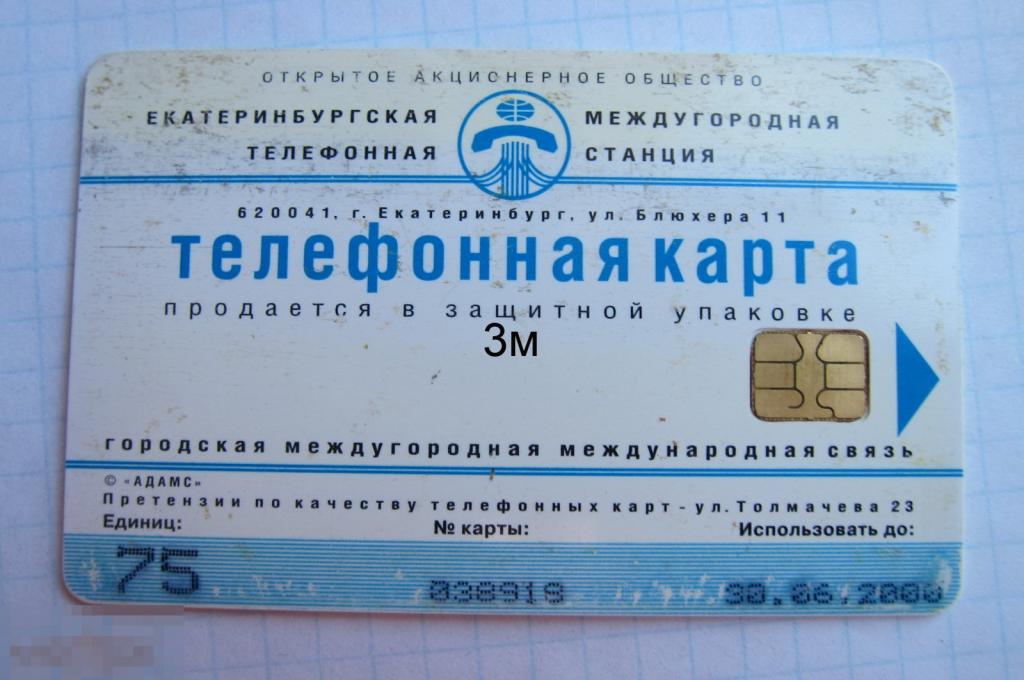 ОТКРЫТОЕ АКЦИОНЕРНОЕ ОБЩЕСТВО
ЕКАТЕРИНБУРГСКАЯ МЕЖДУГОРОДНАЯ
ТЕЛЕФОННАЯ СТАНЦИЯ
620041, г. Екатеринбург, ул. Блюхера 11
телефонная карта
продается в защитной упаковке
3м
городская междугородная международная связь
© «АДАМС»
Претензии по качеству телефонных карт - ул. Толмачева 23
Единиц: № карты: Использовать до:
75 038919 30.06.2000